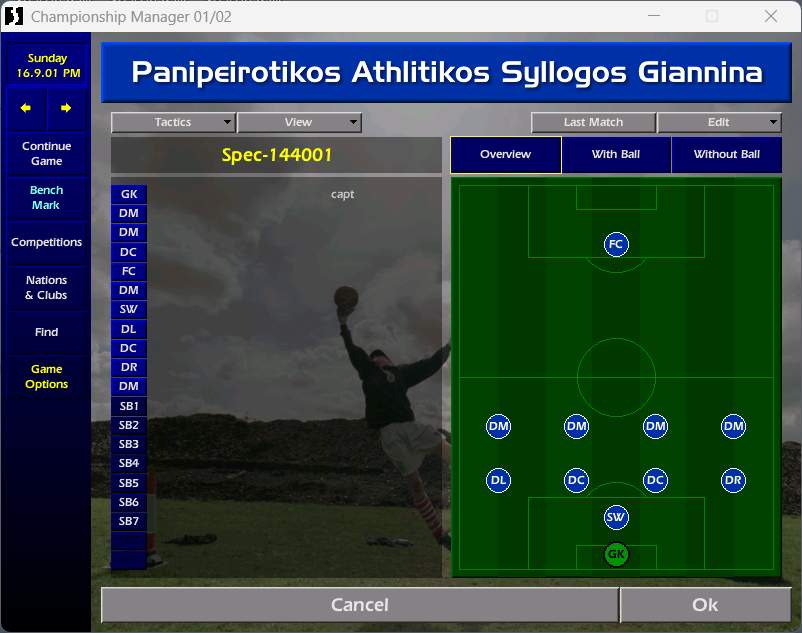 Championship Manager 01/02
Sunday
16.9.01 PM
Continue
Game
Bench
Mark
Competitions
Nations
& Clubs
Find
Game
Options
Panipeirotikos Athlitikos Syllogos Giannina
Tactics View Last Match Edit
Spec-144001
Overview With Ball Without Ball
GK capt
DM
DM
DC
FC
DM
SW
DL
DC
DR
DM
SB1
SB2
SB3
SB4
SB5
SB6
SB7
FC
DM DM DM DM
DL DC DC DR
SW
GK
Cancel Ok